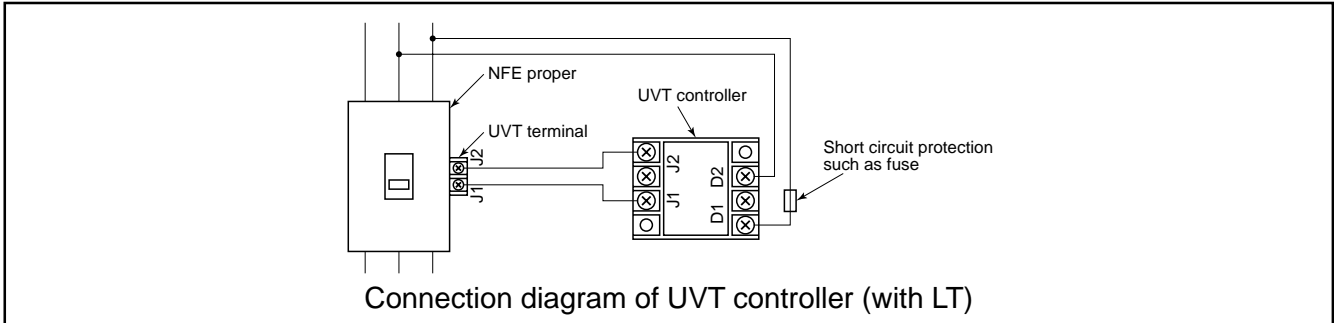 NFE proper
UVT controller
UVT terminal
Short circuit protection
such as fuse
J2
J1
J2
J1
D2
D1
Connection diagram of UVT controller (with LT)